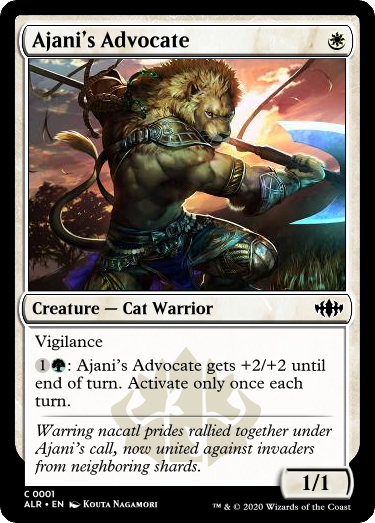 Ajani's Advocate
Creature — Cat Warrior
Vigilance
1: Ajani's Advocate gets +2/+2 until
end of turn. Activate only once each
turn.
Warring nacatl prides rallied together under
Ajani's call, now united against invaders
from neighboring shards.
1/1
C 0001
ALR • EN Kouta Nagamori
™ & © 2020 Wizards of the Coast